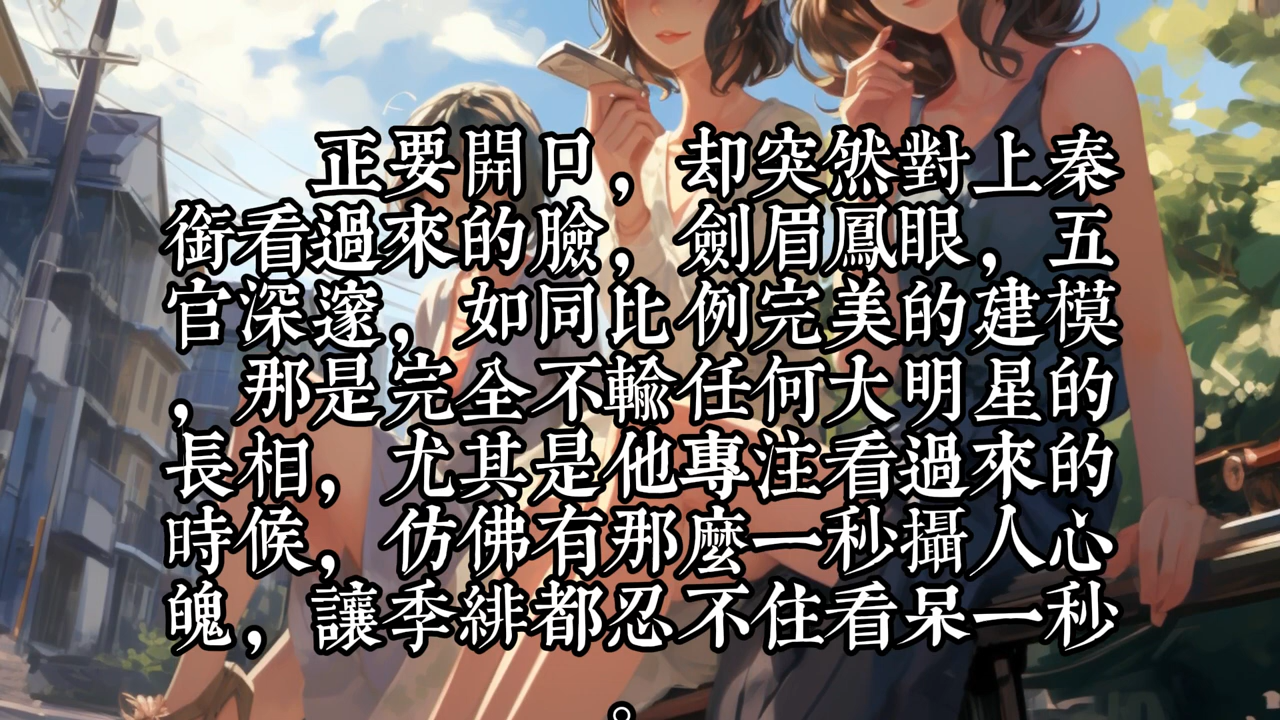 正要開口，却突然對上秦
銜看過來的臉，劍眉鳳眼，五
官深邃，如同比例完美的建模
，那是完全不輸任何大明星的
長相，尤其是他專注看過來的
時候，仿佛有那麼一秒攝人心
魄，讓季緋都忍不住看呆一秒
。